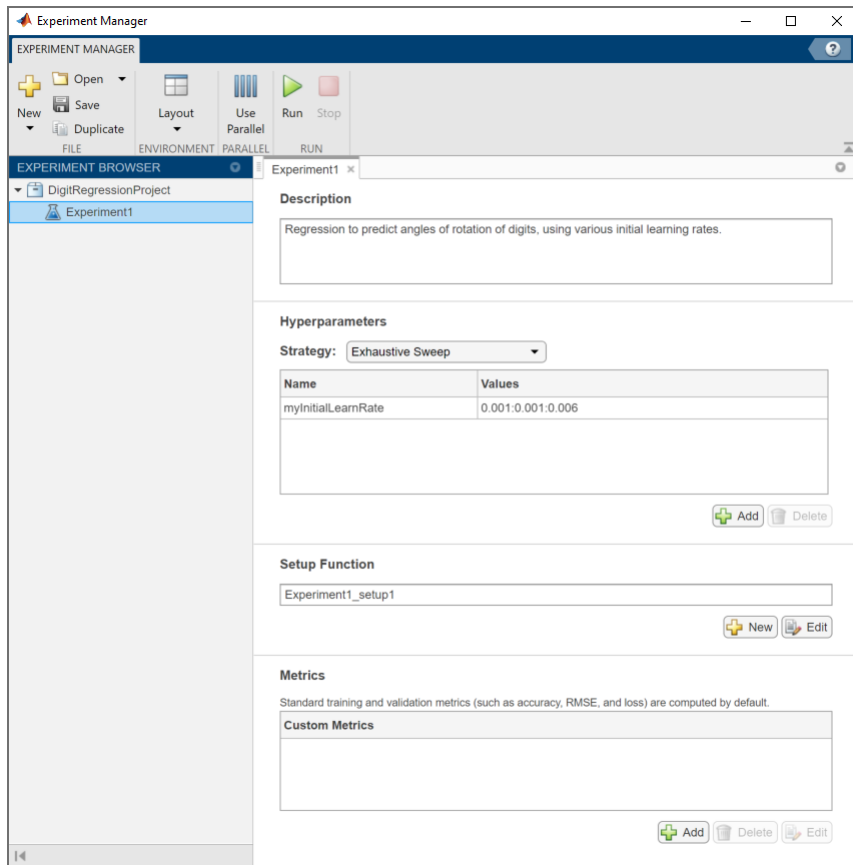 Experiment Manager
EXPERIMENT MANAGER
?
New
Open
Save
Duplicate
Layout
Use
Parallel
Run
Stop
FILE
ENVIRONMENT
PARALLEL
RUN
EXPERIMENT BROWSER
DigitRegressionProject
Experiment1
Experiment1
Description
Regression to predict angles of rotation of digits, using various initial learning rates.
Hyperparameters
Strategy: Exhaustive Sweep
Name Values
myInitialLearnRate 0.001:0.001:0.006
Add Delete
Setup Function
Experiment1_setup1
New Edit
Metrics
Standard training and validation metrics (such as accuracy, RMSE, and loss) are computed by default.
Custom Metrics
Add Delete Edit